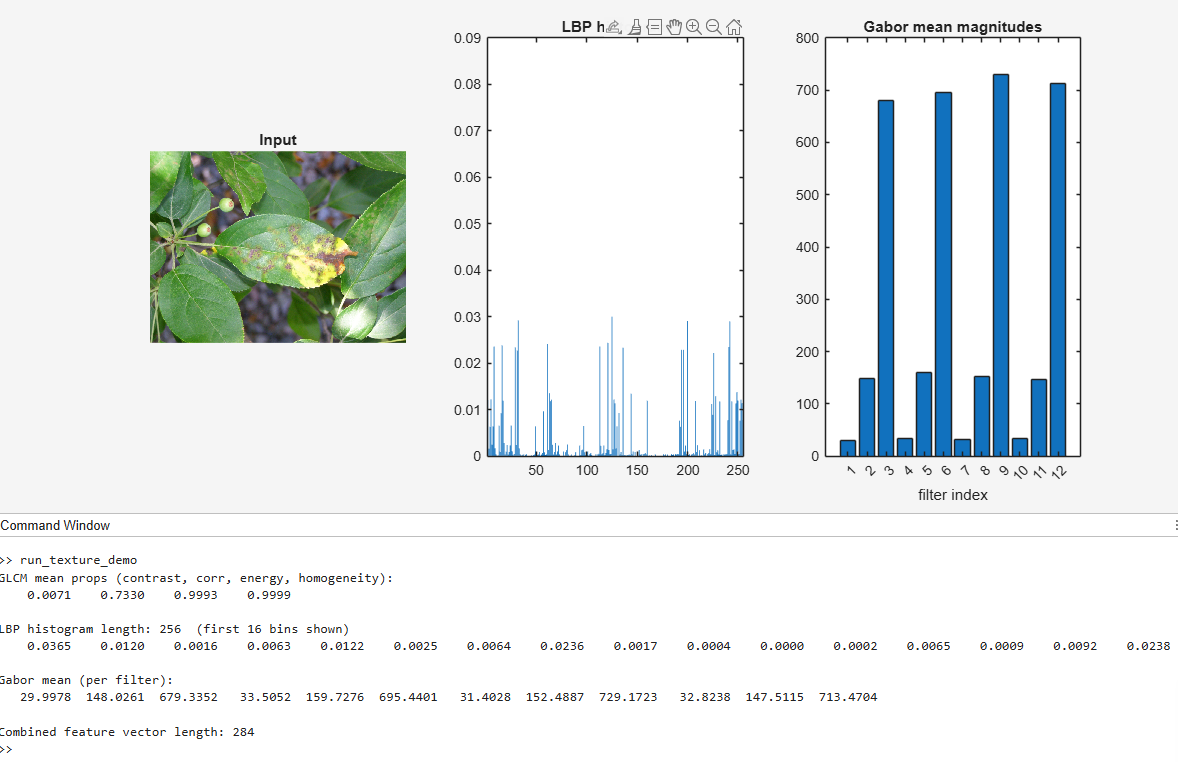 Input
LBP h
0.09
0.08
0.07
0.06
0.05
0.04
0.03
0.02
0.01
0
50 100 150 200 250
Gabor mean magnitudes
800
700
600
500
400
300
200
100
0
1 2 3 4 5 6 7 8 9 10 11 12
filter index
Command Window
>> run_texture_demo
GLCM mean props (contrast, corr, energy, homogeneity):
0.0071 0.7330 0.9993 0.9999
LBP histogram length: 256 (first 16 bins shown)
0.0365 0.0120 0.0016 0.0063 0.0122 0.0025 0.0064 0.0236 0.0017 0.0004 0.0000 0.0002 0.0065 0.0009 0.0092 0.0238
Gabor mean (per filter):
29.9978 148.0261 679.3352 33.5052 159.7276 695.4401 31.4028 152.4887 729.1723 32.8238 147.5115 713.4704
Combined feature vector length: 284
>>